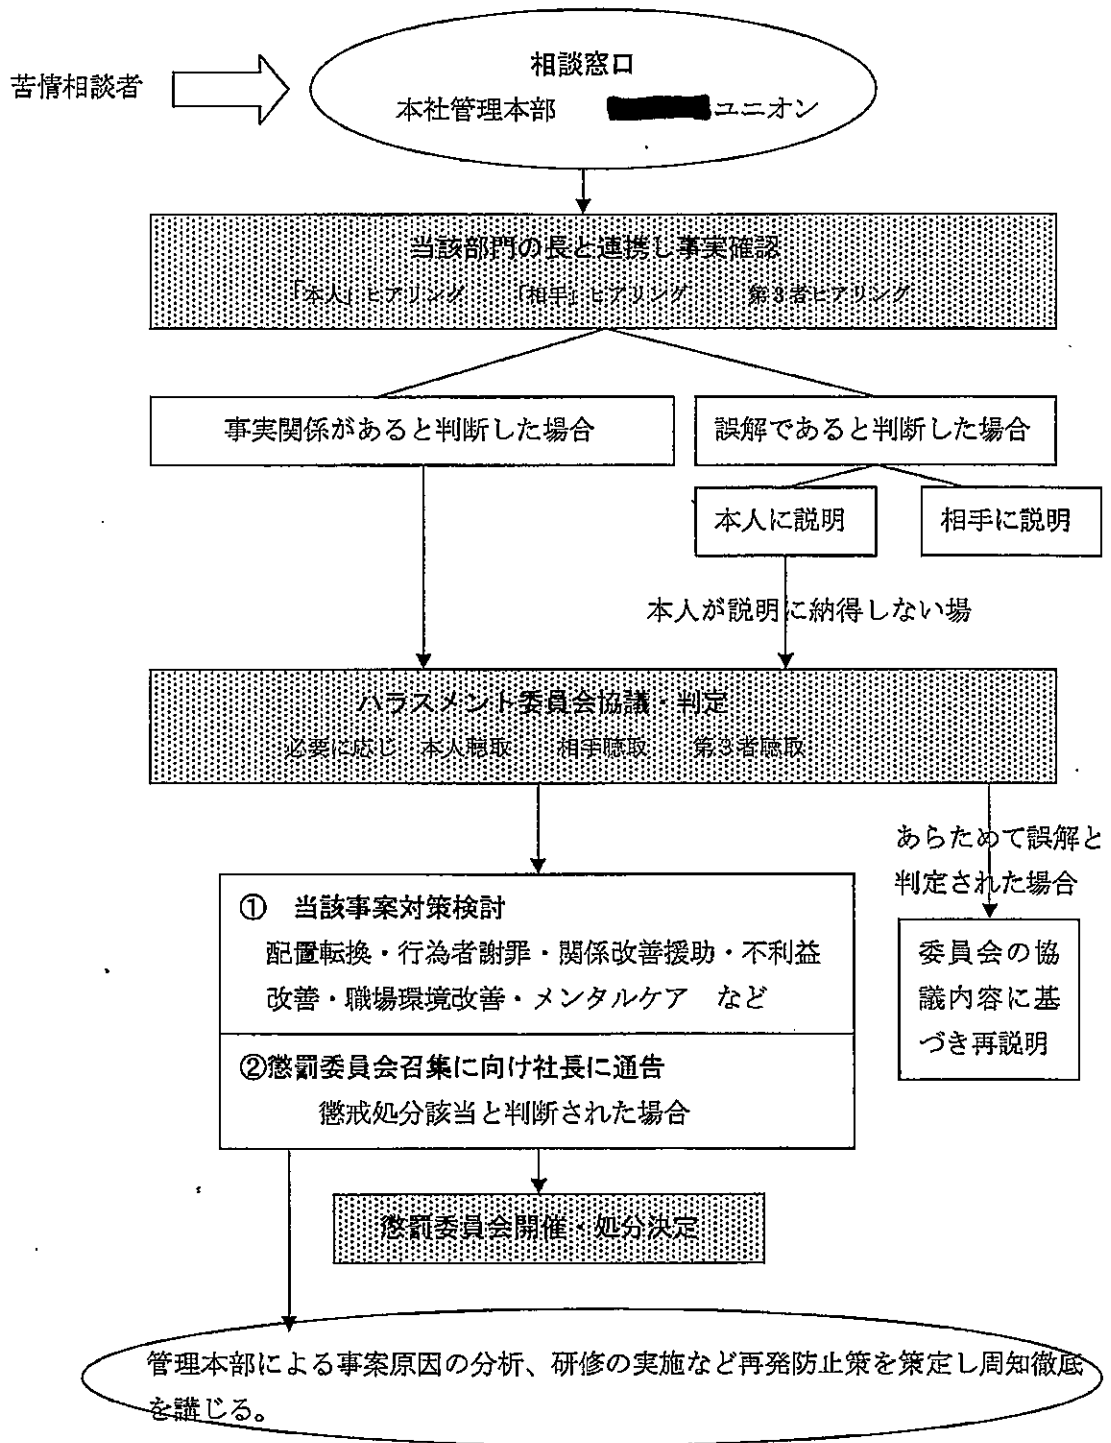 苦情相談者
相談窓口
本社管理本部　　ユニオン
当該部門の長と連携し事実確認
「本人」ヒアリング　「相手」ヒアリング　第3者ヒアリング
事実関係があると判断した場合
誤解であると判断した場合
本人に説明
相手に説明
本人が説明に納得しない場
ハラスメント委員会協議・判定
必要に応じ　本人聴取　相手聴取　第3者聴取
あらためて誤解と
判定された場合
① 当該事案対策検討
配置転換・行為者謝罪・関係改善援助・不利益
改善・職場環境改善・メンタルケア　など
②懲罰委員会召集に向け社長に通告
懲戒処分該当と判断された場合
委員会の協
議内容に基
づき再説明
懲罰委員会開催・処分決定
管理本部による事案原因の分析、研修の実施など再発防止策を策定し周知徹底
を講じる。